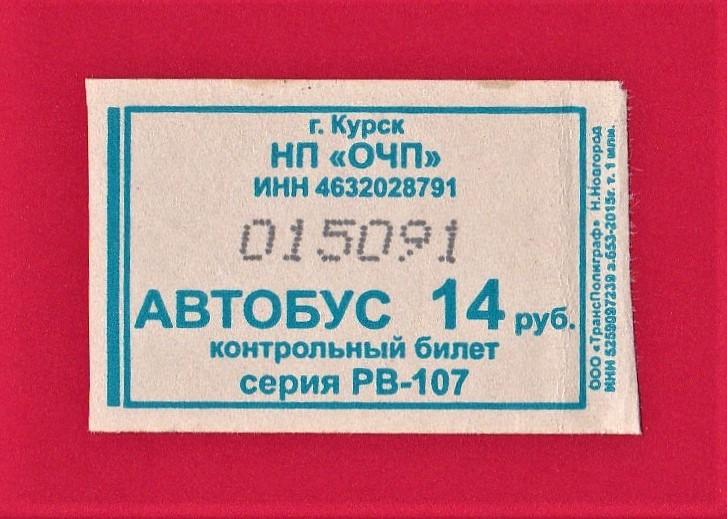 г. Курск
НП «ОЧП»
ИНН 4632028791
015091
АВТОБУС 14 руб.
контрольный билет
серия РВ-107
ООО «ТрансПолиграф» Н.Новгород
ИНН 5259097239 з.653-2015г. т. 1 млн.